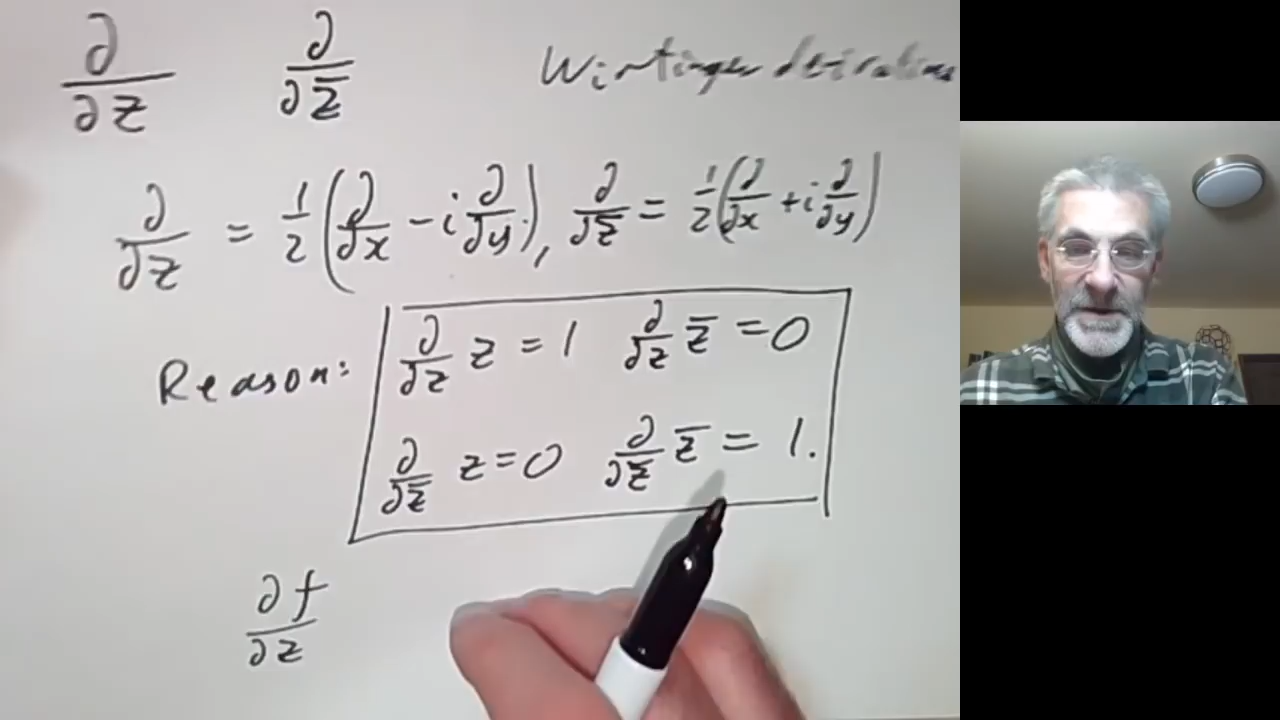 ∂/∂z ∂/∂z̄ Wirtinger derivatives
∂/∂z = 1/2 (∂/∂x − i ∂/∂y), ∂/∂z̄ = 1/2 (∂/∂x + i ∂/∂y)
Reason: ∂/∂z z = 1 ∂/∂z z̄ = 0
∂/∂z̄ z = 0 ∂/∂z̄ z̄ = 1.
∂f/∂z